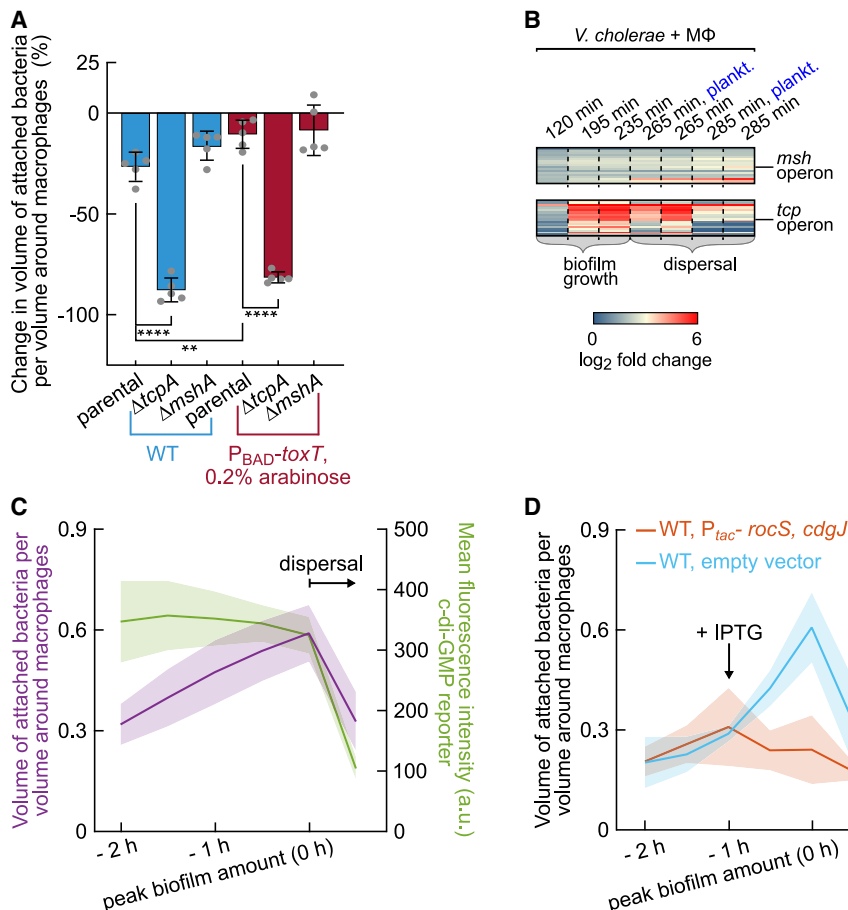 A
Change in volume of attached bacteria
per volume around macrophages (%)
25
0
-50
-100
****
**
****
parental
ΔtcpA
ΔmshA
parental
ΔtcpA
ΔmshA
WT
PBAD-toxT,
0.2% arabinose
B
V. cholerae + MΦ
120 min
195 min
235 min
265 min, plankt.
265 min
285 min, plankt.
285 min
msh
operon
tcp
operon
biofilm
growth
dispersal
0
6
log2 fold change
C
Volume of attached bacteria per
volume around macrophages
0.9
0.6
0.3
0
500
400
300
200
100
0
Mean fluorescence intensity (a.u.)
c-di-GMP reporter
dispersal
- 2 h
- 1 h
peak biofilm amount (0 h)
D
Volume of attached bacteria per
volume around macrophages
0.9
0.6
0.3
0
WT, Ptac- rocS, cdgJ
WT, empty vector
+ IPTG
- 2 h
- 1 h
peak biofilm amount (0 h)